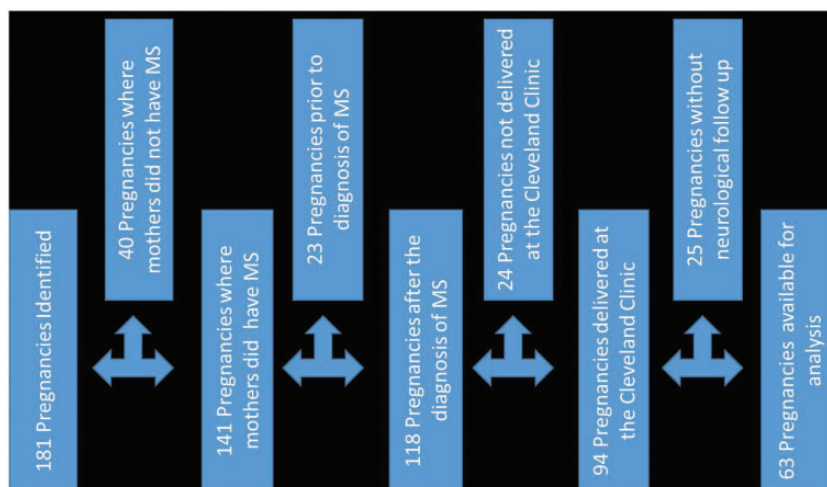 181 Pregnancies Identified
40 Pregnancies where
mothers did not have MS
141 Pregnancies where
mothers did  have MS
23 Pregnancies prior to
diagnosis of MS
118 Pregnancies after the
diagnosis of MS
24 Pregnancies not delivered
at the Cleveland Clinic
94 Pregnancies delivered at
the Cleveland Clinic
25 Pregnancies without
neurological follow up
63 Pregnancies  available for
analysis